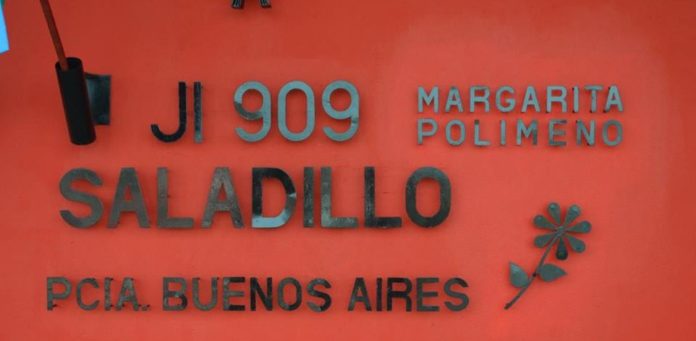 JI 909
MARGARITA
POLIMENO
SALADILLO
PCIA. BUENOS AIRES